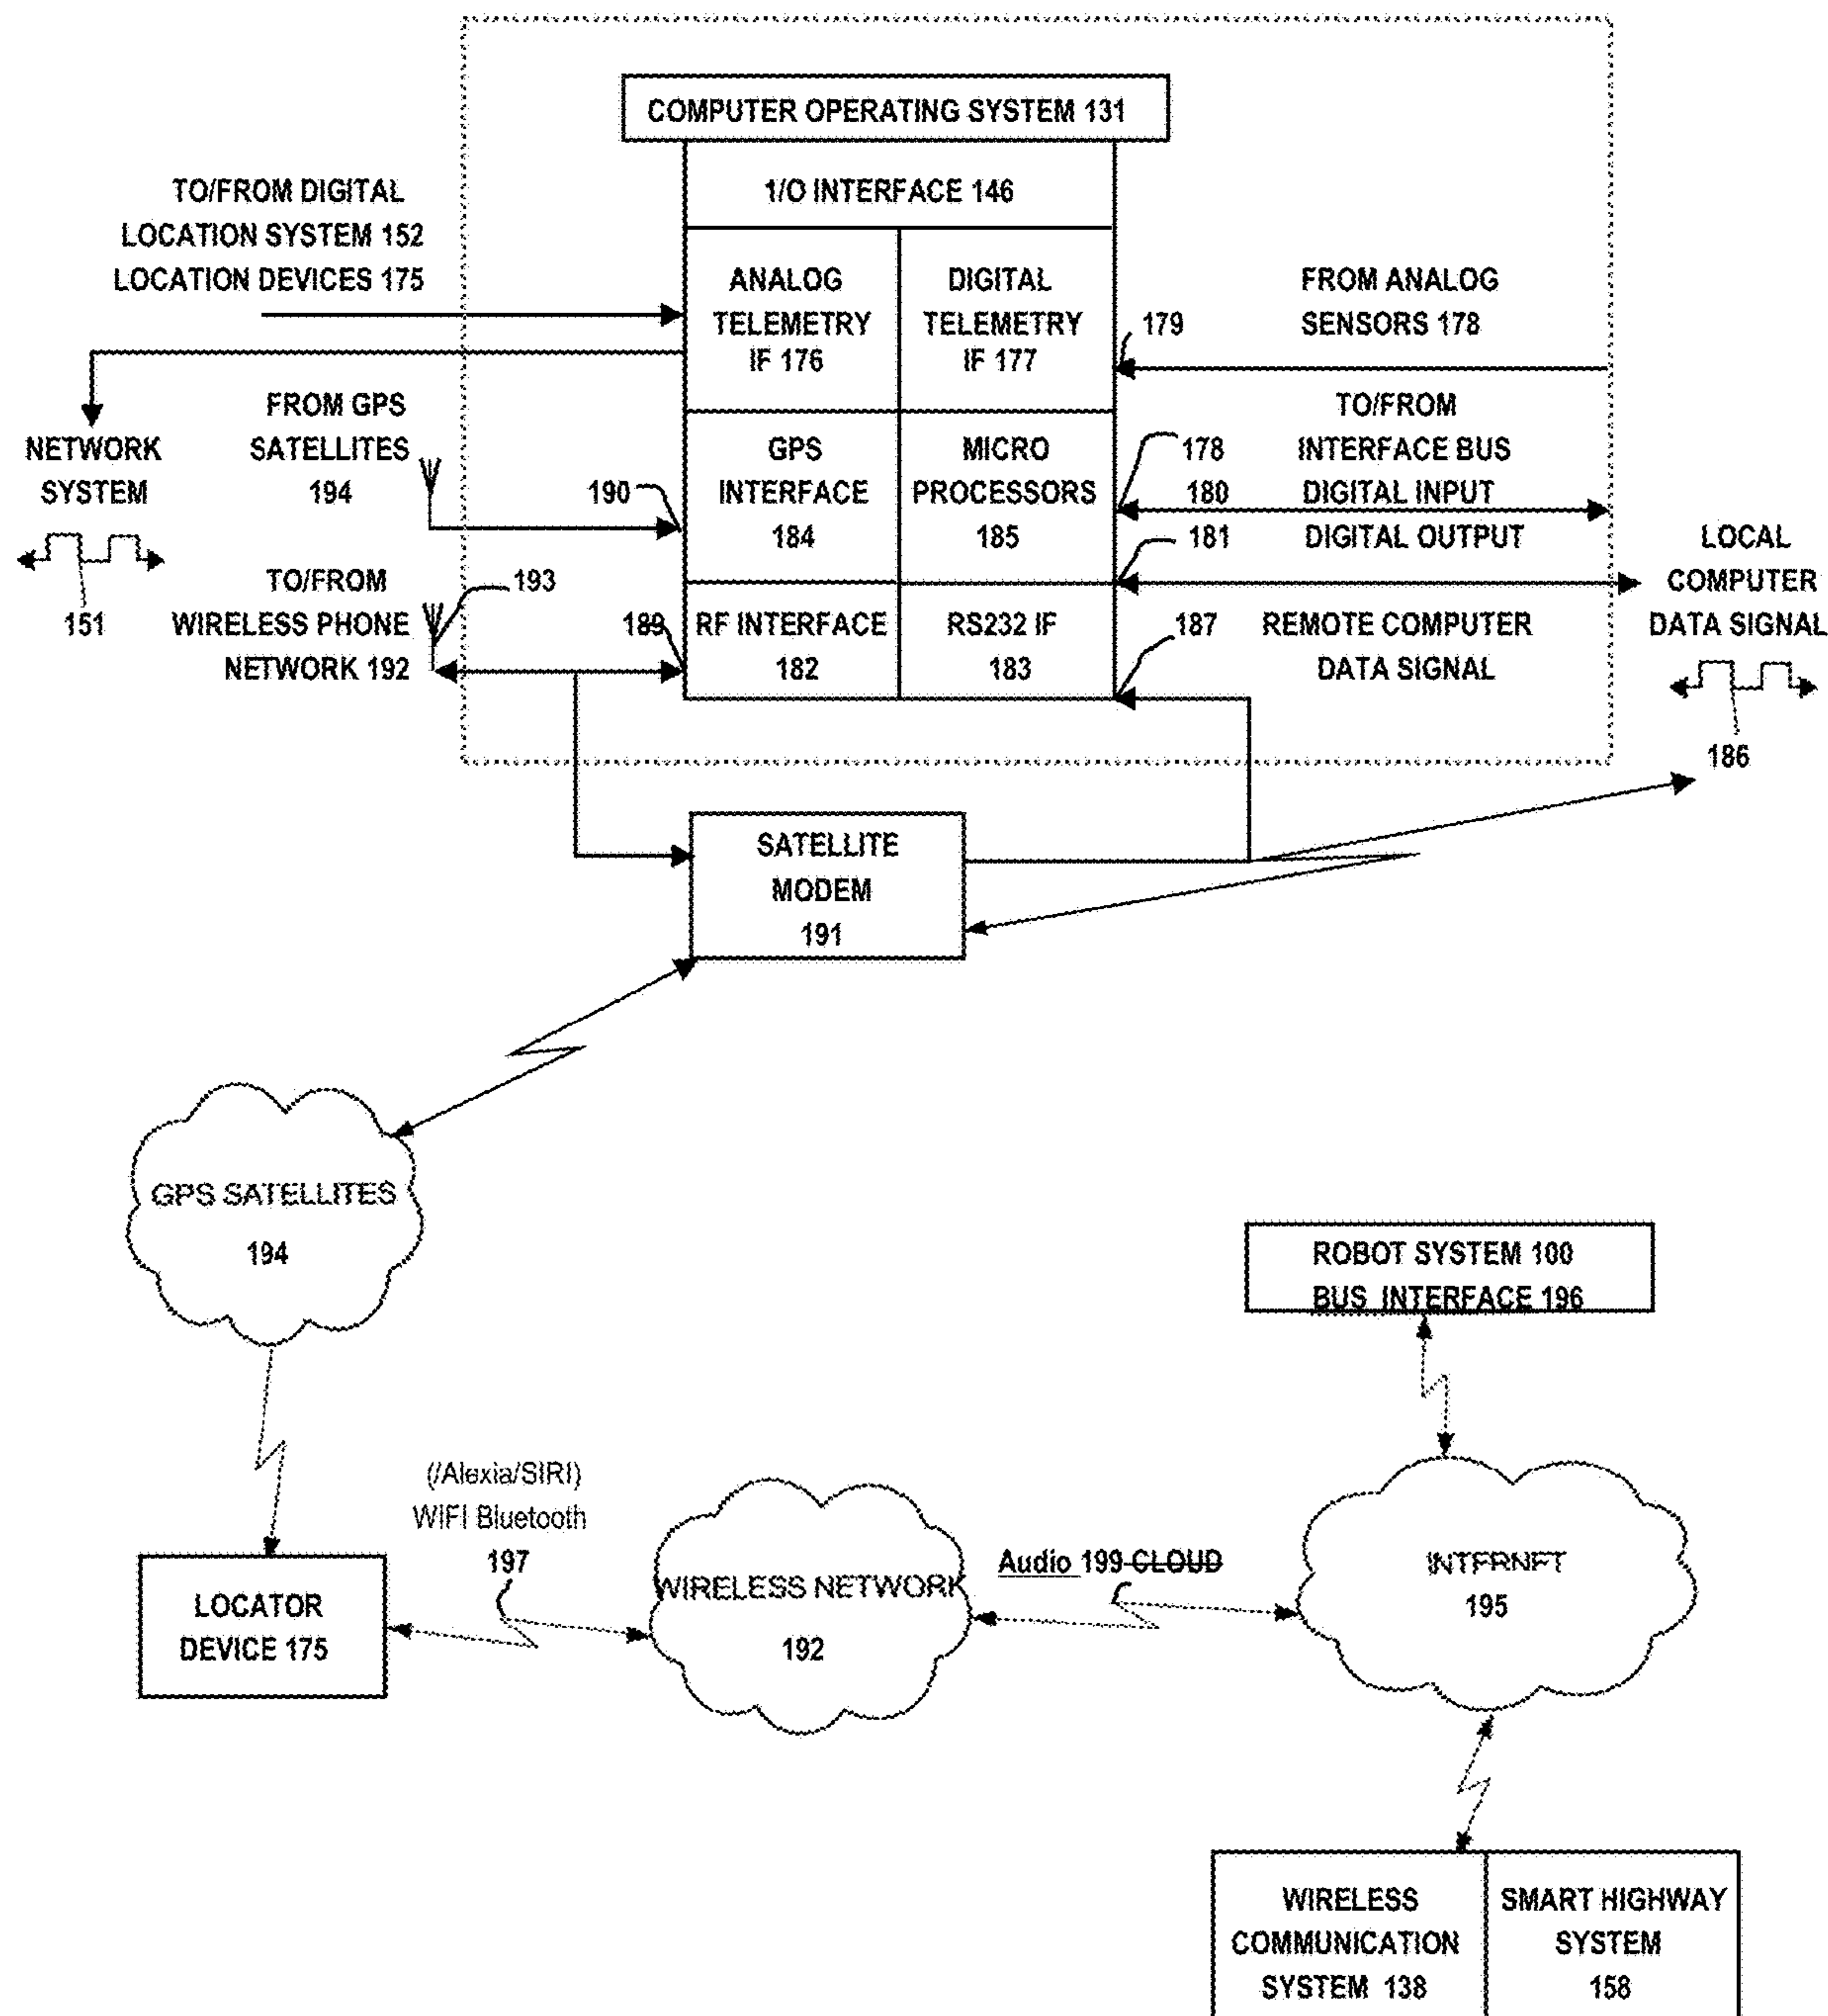 COMPUTER OPERATING SYSTEM 131
1/O INTERFACE 146
TO/FROM DIGITAL
LOCATION SYSTEM 152
LOCATION DEVICES 175
ANALOG
TELEMETRY
IF 176
DIGITAL
TELEMETRY
IF 177
179
FROM ANALOG
SENSORS 178
NETWORK
SYSTEM
151
FROM GPS
SATELLITES
194
190
GPS
INTERFACE
184
MICRO
PROCESSORS
185
178
180
181
TO/FROM
INTERFACE BUS
DIGITAL INPUT
DIGITAL OUTPUT
LOCAL
COMPUTER
DATA SIGNAL
186
TO/FROM
WIRELESS PHONE
NETWORK 192
193
189
RF INTERFACE
182
RS232 IF
183
187
REMOTE COMPUTER
DATA SIGNAL
SATELLITE
MODEM
191
GPS SATELLITES
194
ROBOT SYSTEM 100
BUS INTERFACE 196
(/Alexia/SIRI)
WIFI Bluetooth
197
LOCATOR
DEVICE 175
WIRELESS NETWORK
192
Audio 199 CLOUD
INTERNET
195
WIRELESS
COMMUNICATION
SYSTEM 138
SMART HIGHWAY
SYSTEM
158